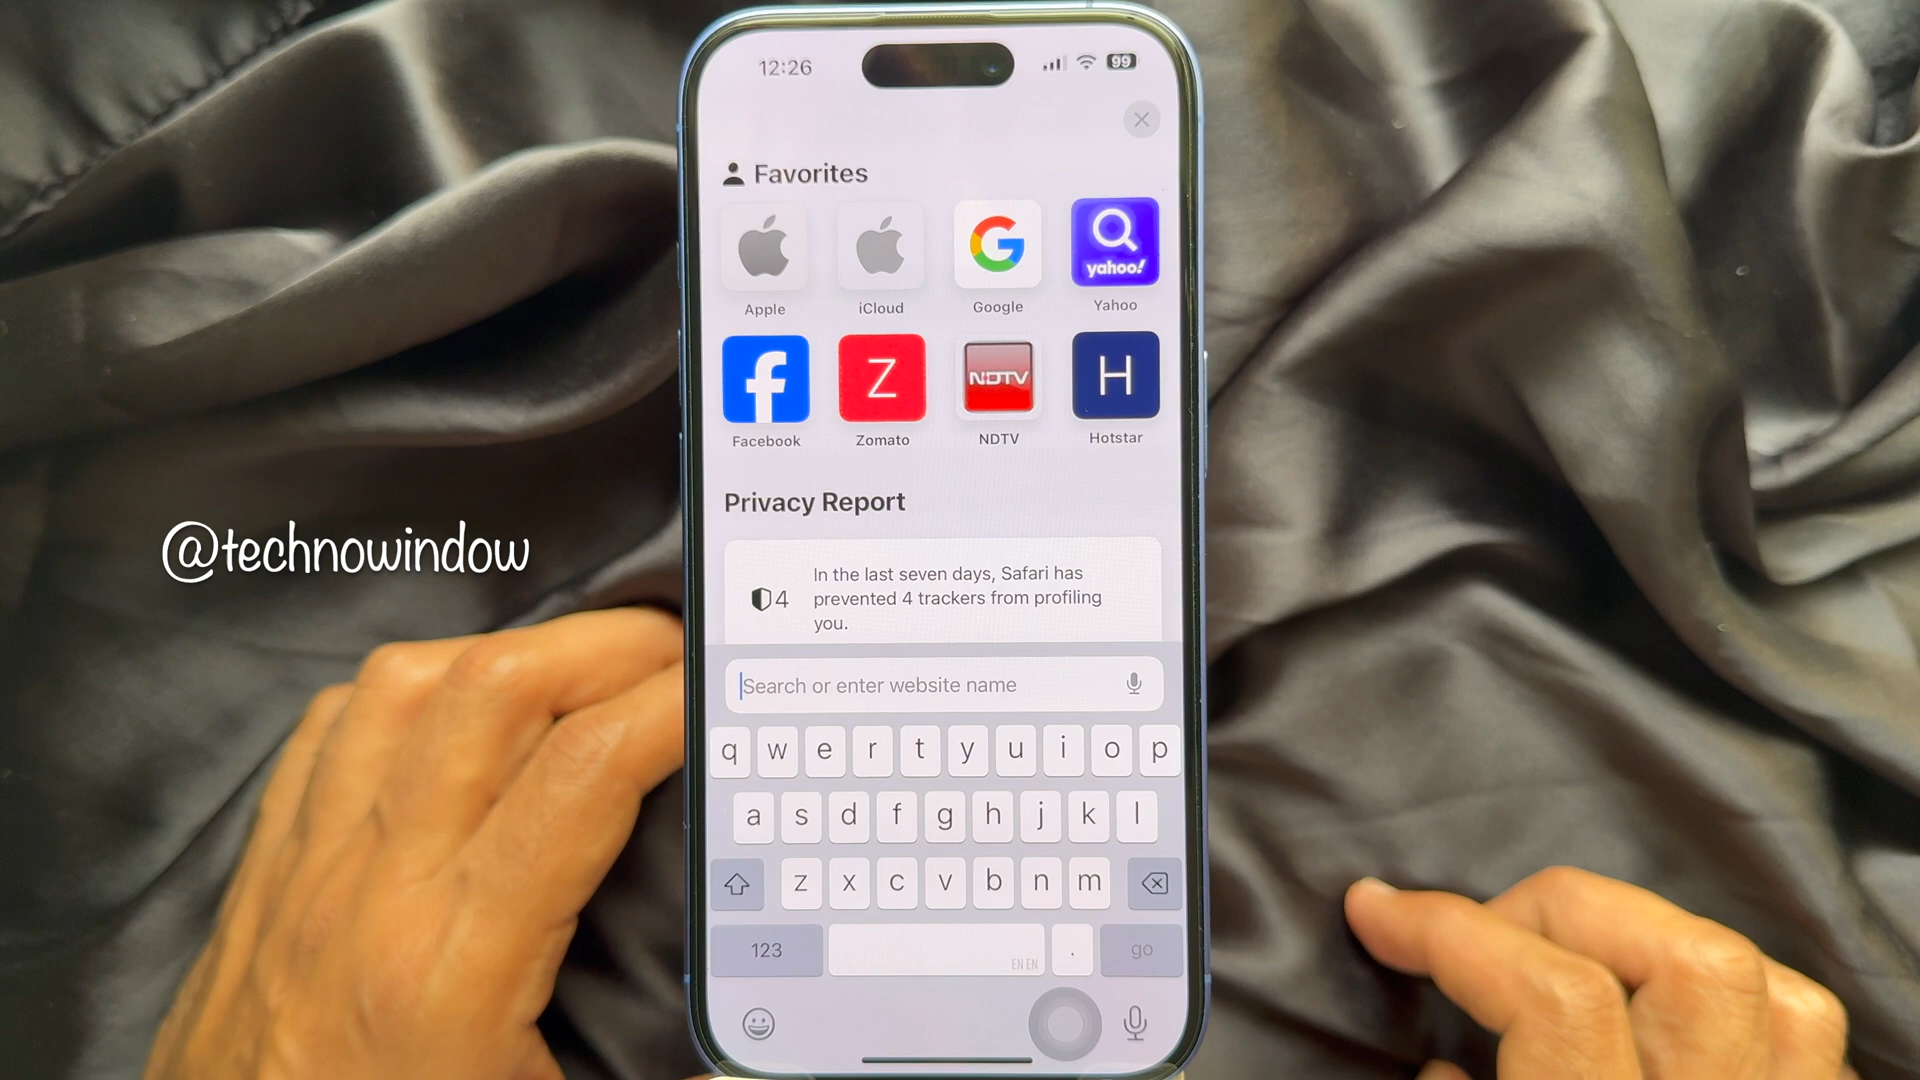 12:26
99
Favorites
yahoo!
Apple
iCloud
Google
Yahoo
Z
NDTV
H
Facebook
Zomato
NDTV
Hotstar
Privacy Report
@technowindow
4
In the last seven days, Safari has
prevented 4 trackers from profiling
you.
Search or enter website name
q w e r t y u i o p
a s d f g h j k l
z x c v b n m
123
EN EN
.
go